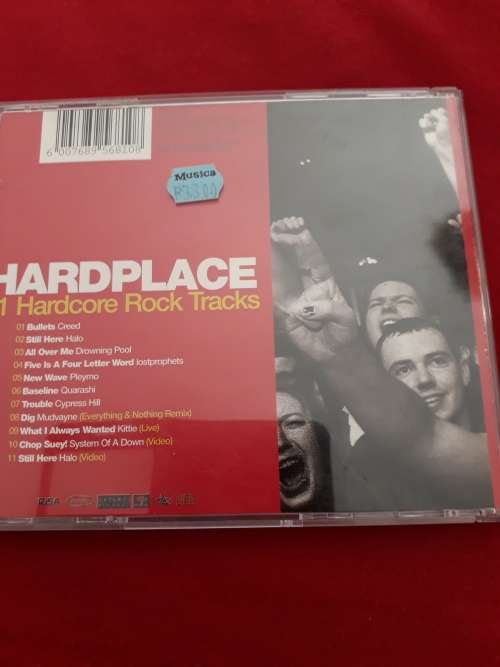 6 007689 568208
Musica
R38.00
HARDPLACE
1 Hardcore Rock Tracks
01 Bullets Creed
02 Still Here Halo
03 All Over Me Drowning Pool
04 Five Is A Four Letter Word lostprophets
05 New Wave Pleymo
06 Baseline Quarashi
07 Trouble Cypress Hill
08 Dig Mudvayne (Everything & Nothing Remix)
09 What I Always Wanted Kittie (Live)
10 Chop Suey! System Of A Down (Video)
11 Still Here Halo (Video)